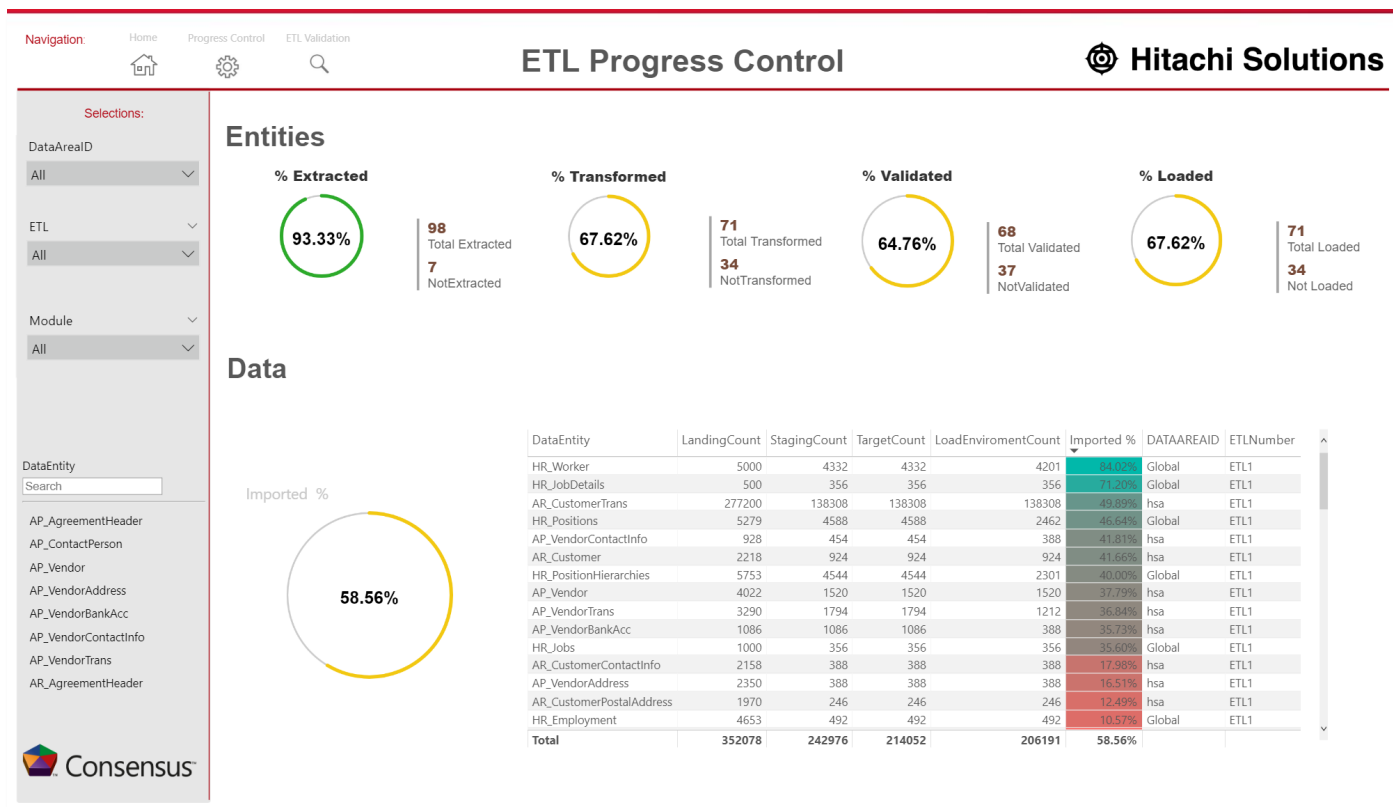 Navigation:
Home Progress Control ETL Validation
ETL Progress Control
Hitachi Solutions
Selections:
DataAreaID
All
ETL
All
Module
All
DataEntity
Search
AP_AgreementHeader
AP_ContactPerson
AP_Vendor
AP_VendorAddress
AP_VendorBankAcc
AP_VendorContactInfo
AP_VendorTrans
AR_AgreementHeader
Consensus™
Entities
% Extracted
93.33%
98
Total Extracted
7
NotExtracted
% Transformed
67.62%
71
Total Transformed
34
NotTransformed
% Validated
64.76%
68
Total Validated
37
NotValidated
% Loaded
67.62%
71
Total Loaded
34
Not Loaded
Data
Imported %
58.56%
DataEntity LandingCount StagingCount TargetCount LoadEnviromentCount Imported % DATAAREAID ETLNumber
HR_Worker 5000 4332 4332 4201 84.02% Global ETL1
HR_JobDetails 500 356 356 356 71.20% Global ETL1
AR_CustomerTrans 277200 138308 138308 138308 49.89% hsa ETL1
HR_Positions 5279 4588 4588 2462 46.64% Global ETL1
AP_VendorContactInfo 928 454 454 388 41.81% hsa ETL1
AR_Customer 2218 924 924 924 41.66% hsa ETL1
HR_PositionHierarchies 5753 4544 4544 2301 40.00% Global ETL1
AP_Vendor 4022 1520 1520 1520 37.79% hsa ETL1
AP_VendorTrans 3290 1794 1794 1212 36.84% hsa ETL1
AP_VendorBankAcc 1086 1086 1086 388 35.73% hsa ETL1
HR_Jobs 1000 356 356 356 35.60% Global ETL1
AR_CustomerContactInfo 2158 388 388 388 17.98% hsa ETL1
AP_VendorAddress 2350 388 388 388 16.51% hsa ETL1
AR_CustomerPostalAddress 1970 246 246 246 12.49% hsa ETL1
HR_Employment 4653 492 492 492 10.57% Global ETL1
Total 352078 242976 214052 206191 58.56%